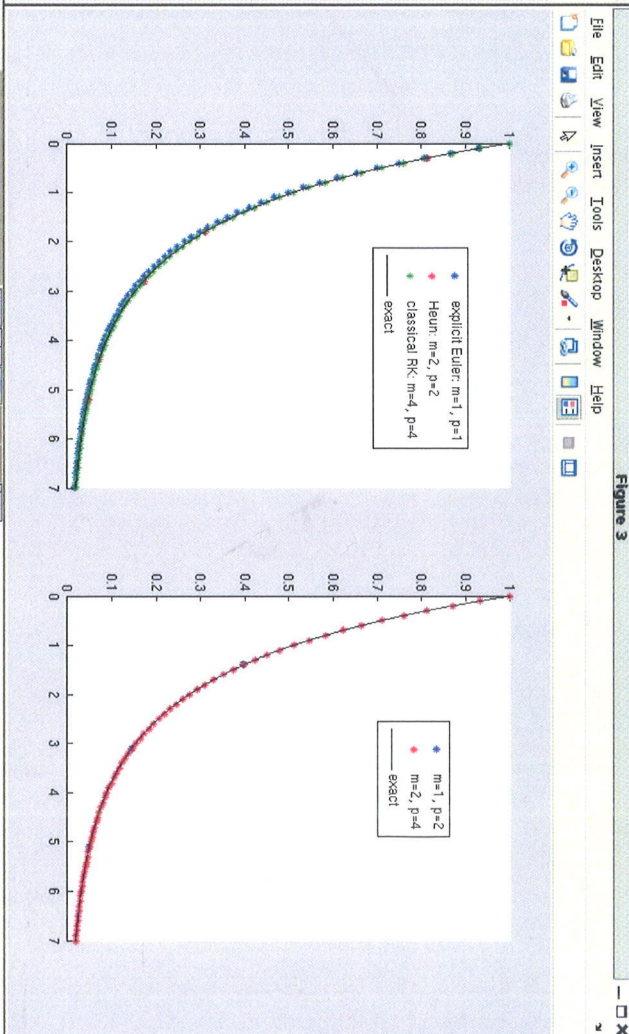 Figure 3
File Edit View Insert Tools Desktop Window Help
1
0.9
0.8
0.7
0.6
0.5
0.4
0.3
0.2
0.1
0
0 1 2 3 4 5 6 7
explicit Euler: m=1, p=1
Heun: m=2, p=2
classical RK: m=4, p=4
exact
1
0.9
0.8
0.7
0.6
0.5
0.4
0.3
0.2
0.1
0
0 1 2 3 4 5 6 7
m=1, p=2
m=2, p=4
exact